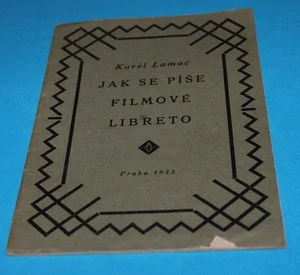 Karel Lamač
JAK SE PÍŠE
FILMOVÉ
LIBRETO
Praha 1923